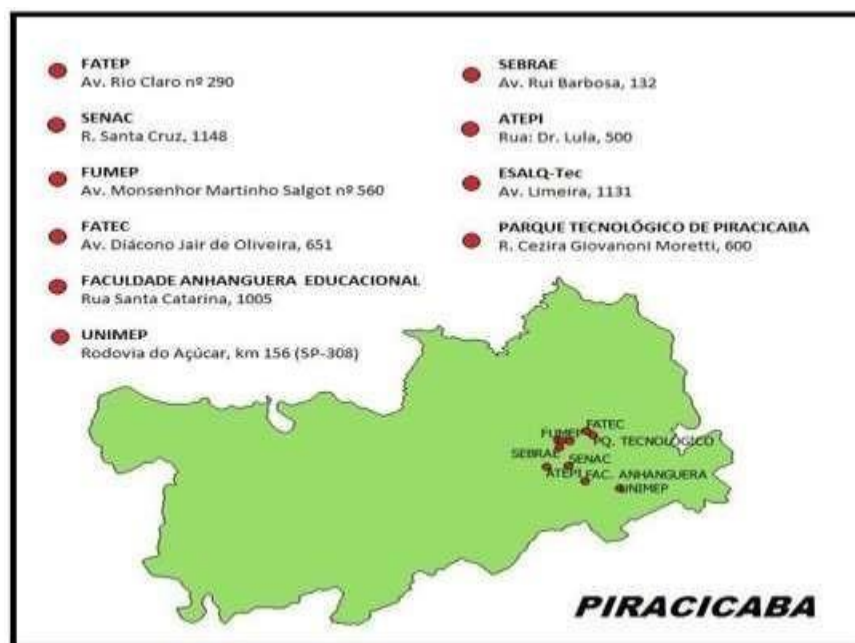 FATEP
Av. Rio Claro nº 290
SENAC
R. Santa Cruz, 1148
FUMEP
Av. Monsenhor Martinho Salgot nº 560
FATEC
Av. Diácono Jair de Oliveira, 651
FACULDADE ANHANGUERA EDUCACIONAL
Rua Santa Catarina, 1005
UNIMEP
Rodovia do Açúcar, km 156 (SP-308)
SEBRAE
Av. Rui Barbosa, 132
ATEPI
Rua: Dr. Lula, 500
ESALQ-Tec
Av. Limeira, 1131
PARQUE TECNOLÓGICO DE PIRACICABA
R. Cezira Giovanoni Moretti, 600
FATEC
FUMEP
PQ. TECNOLÓGICO
SEBRAE
SENAC
ATEPI
FAC. ANHANGUERA
UNIMEP
PIRACICABA